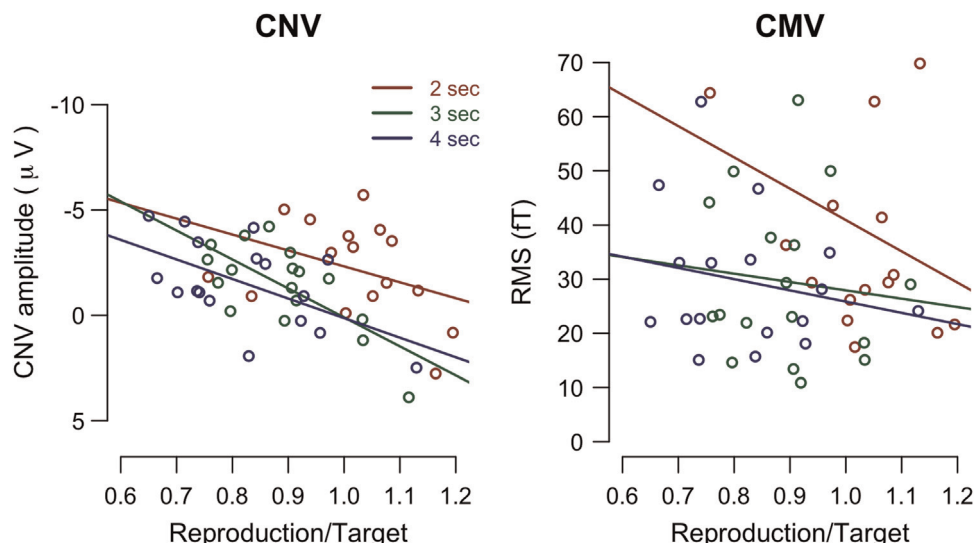 CNV
CNV amplitude ( μ V)
-10
-5
0
5
2 sec
3 sec
4 sec
0.6 0.7 0.8 0.9 1.0 1.1 1.2
Reproduction/Target
CMV
RMS (fT)
70
60
50
40
30
20
10
0
0.6 0.7 0.8 0.9 1.0 1.1 1.2
Reproduction/Target